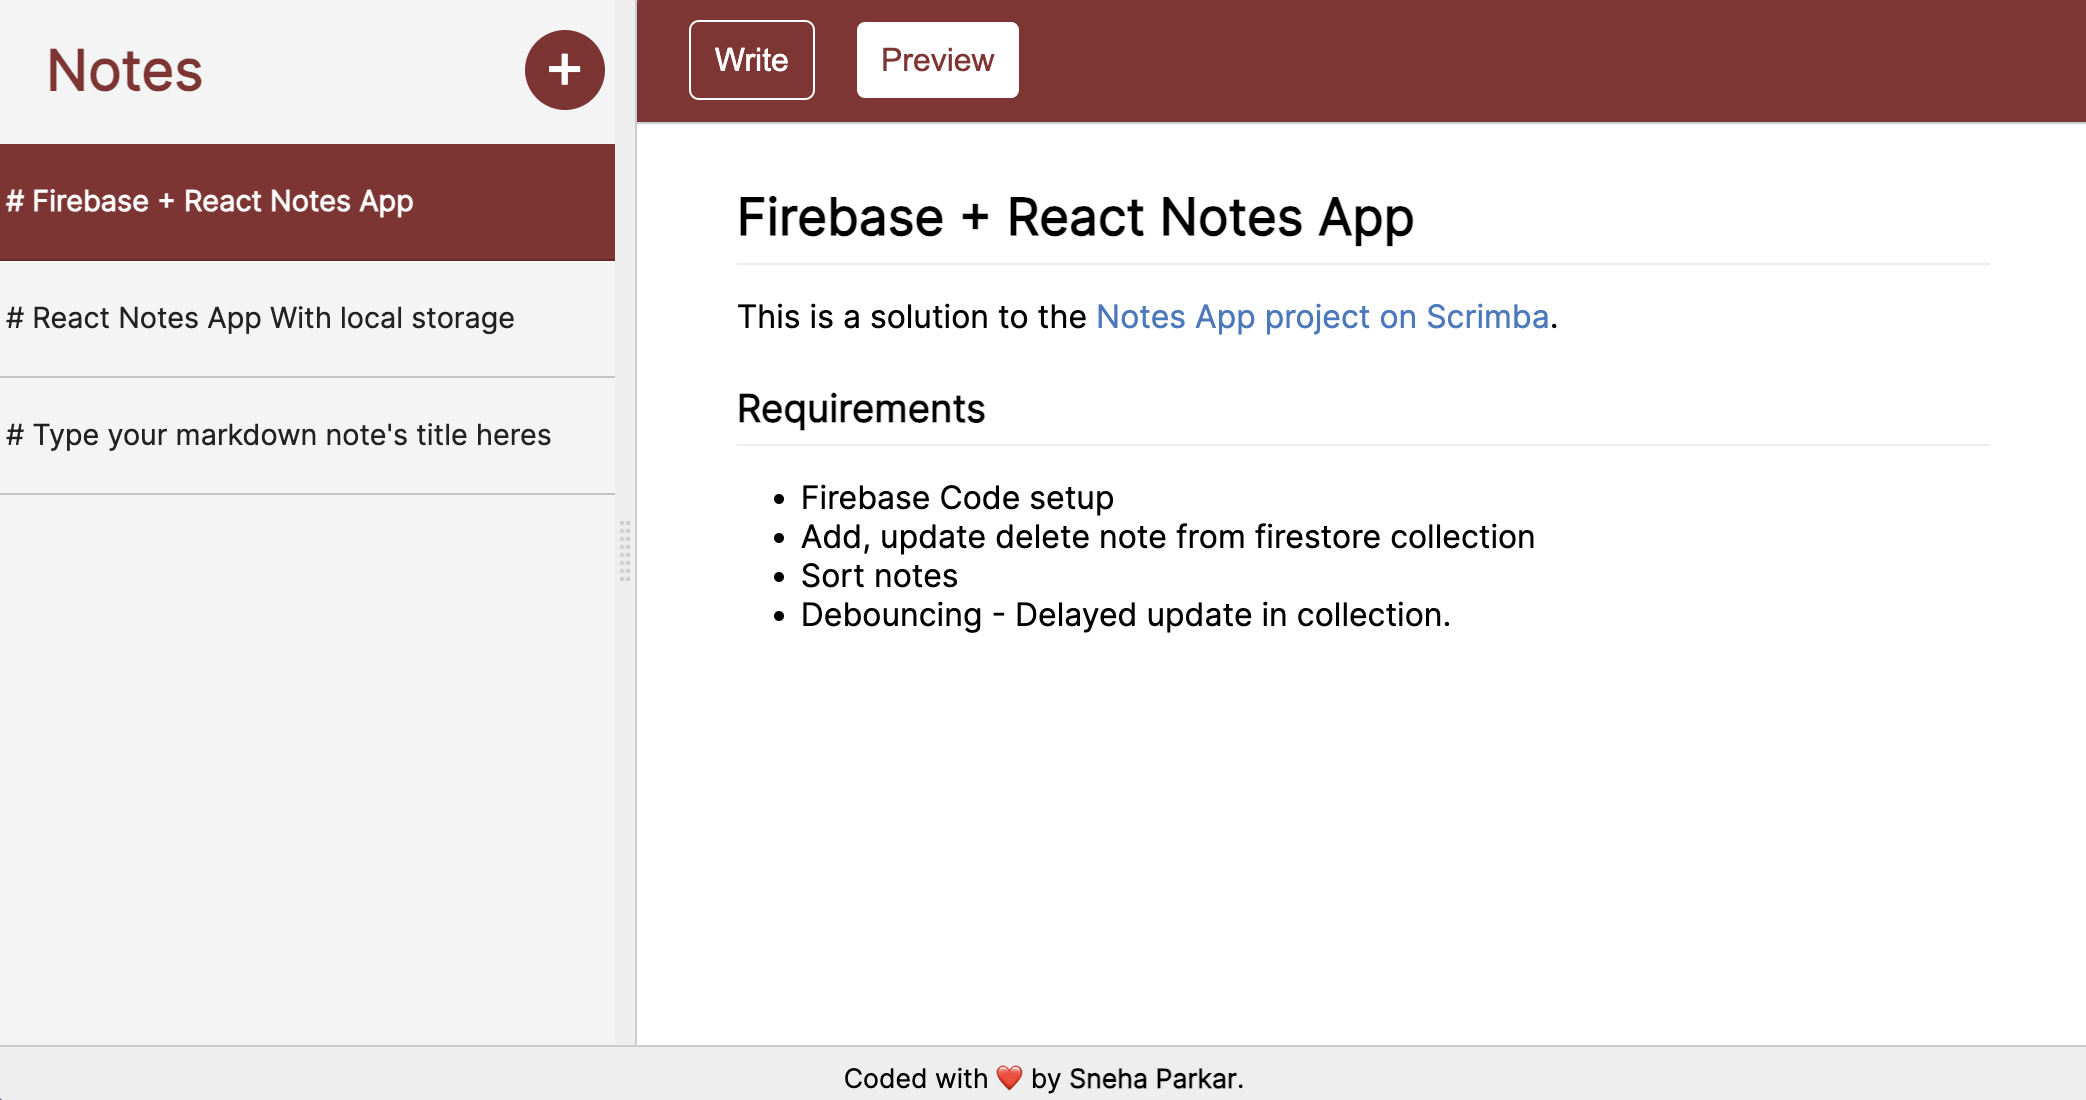 Notes
+
# Firebase + React Notes App
# React Notes App With local storage
# Type your markdown note's title heres
Write
Preview
Firebase + React Notes App
This is a solution to the Notes App project on Scrimba.
Requirements
• Firebase Code setup
• Add, update delete note from firestore collection
• Sort notes
• Debouncing - Delayed update in collection.
Coded with ❤️ by Sneha Parkar.